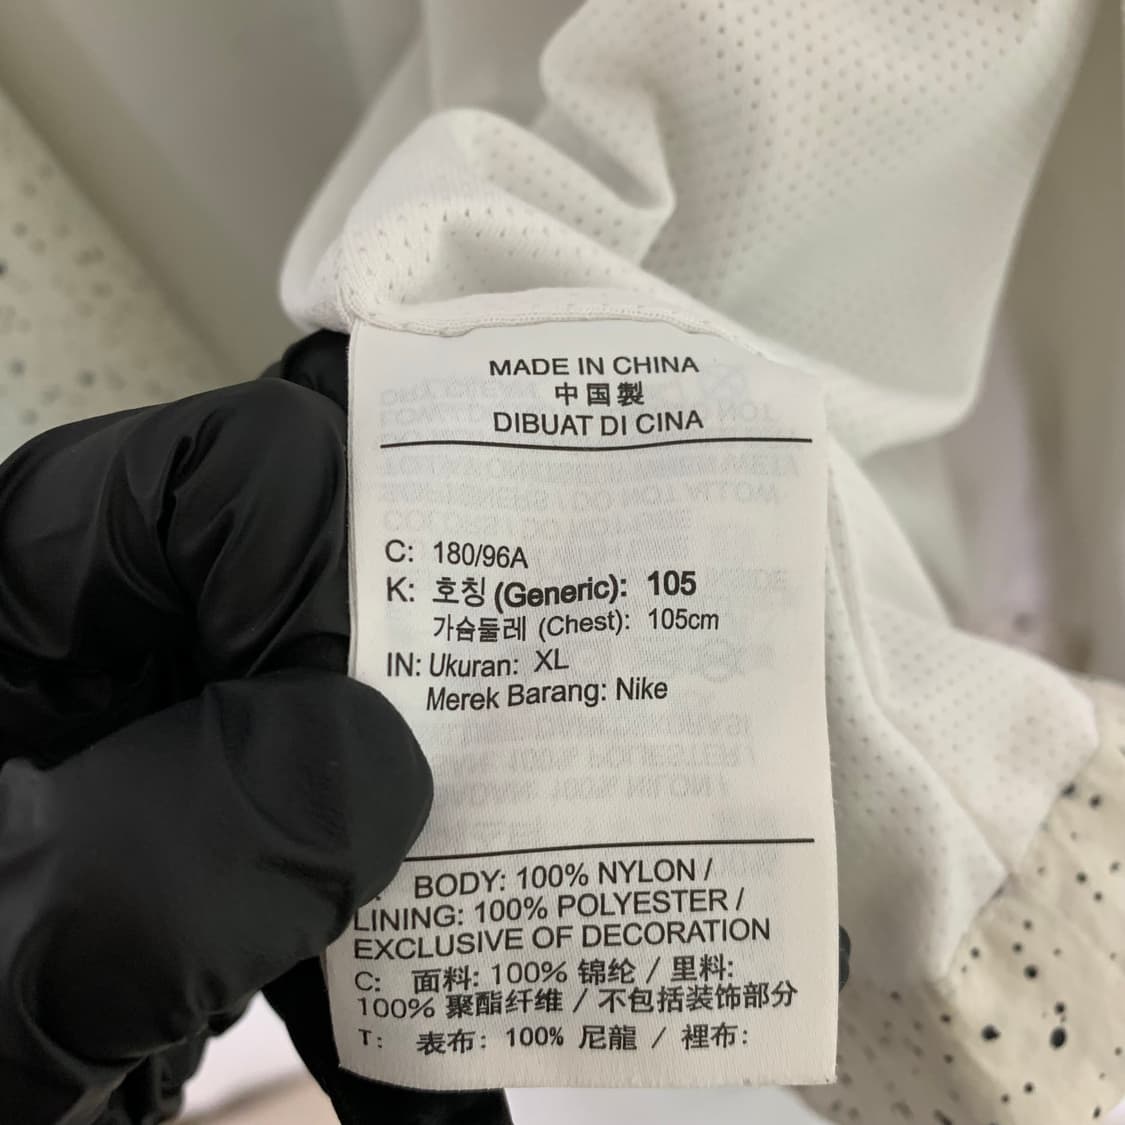 MADE IN CHINA
中国製
DIBUAT DI CINA
C: 180/96A
K: 호칭 (Generic): 105
가슴둘레 (Chest): 105cm
IN: Ukuran: XL
Merek Barang: Nike
BODY: 100% NYLON /
LINING: 100% POLYESTER /
EXCLUSIVE OF DECORATION
C: 面料: 100% 锦纶 / 里料:
100% 聚酯纤维 / 不包括装饰部分
T: 表布: 100% 尼龍 / 裡布: